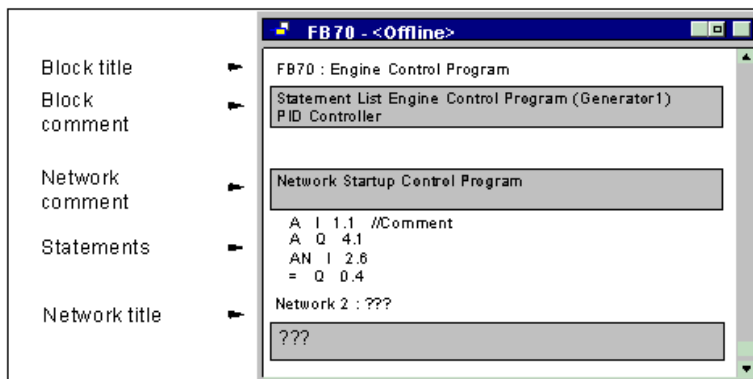 FB70 - <Offline>
Block title
FB70 : Engine Control Program
Block
comment
Statement List Engine Control Program (Generator1)
PID Controller
Network
comment
Network Startup Control Program
Statements
A I 1.1 //Comment
A Q 4.1
AN I 2.6
= Q 0.4
Network title
Network 2 : ???
???